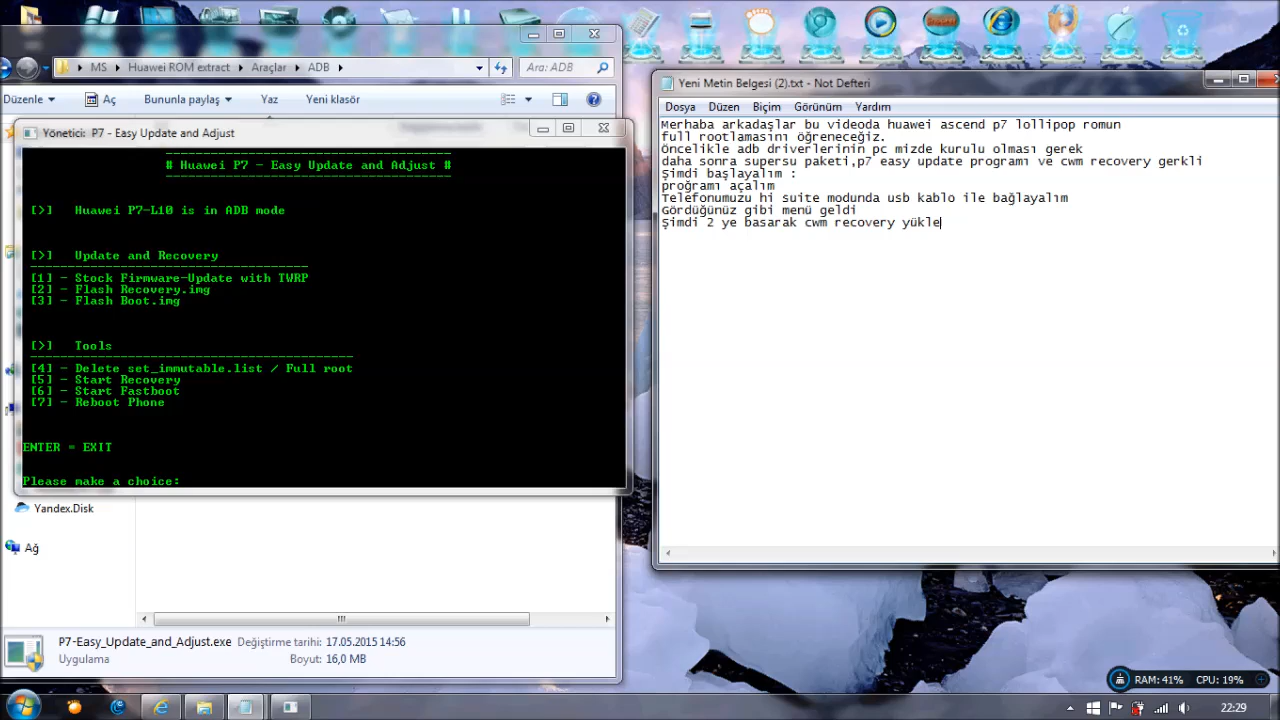 MS
Huawei ROM extract
Araçlar
ADB
Ara: ADB
Düzenle
Aç
Bununla paylaş
Yaz
Yeni klasör
Yönetici: P7 - Easy Update and Adjust
# Huawei P7 - Easy Update and Adjust #
[>] Huawei P7-L10 is in ADB mode
[>] Update and Recovery
[1] - Stock Firmware-Update with TWRP
[2] - Flash Recovery.img
[3] - Flash Boot.img
[>] Tools
[4] - Delete set_immutable.list / Full root
[5] - Start Recovery
[6] - Start Fastboot
[7] - Reboot Phone
ENTER = EXIT
Please make a choice:
Yandex.Disk
Ağ
P7-Easy_Update_and_Adjust.exe Değiştirme tarihi: 17.05.2015 14:56
Uygulama Boyut: 16,0 MB
Yeni Metin Belgesi (2).txt - Not Defteri
Dosya Düzen Biçim Görünüm Yardım
Merhaba arkadaşlar bu videoda huawei ascend p7 lollipop romun
full rootlamasını öğreneceğiz.
Öncelikle adb driverlerinin pc mizde kurulu olması gerek
daha sonra supersu paketi,p7 easy update programı ve cwm recovery gerkli
Şimdi başlayalım :
proğramı açalım
Telefonumuzu hi suite modunda usb kablo ile bağlayalım
Gördüğünüz gibi menü geldi
Şimdi 2 ye basarak cwm recovery yükle
RAM: 41% CPU: 19%
22:29